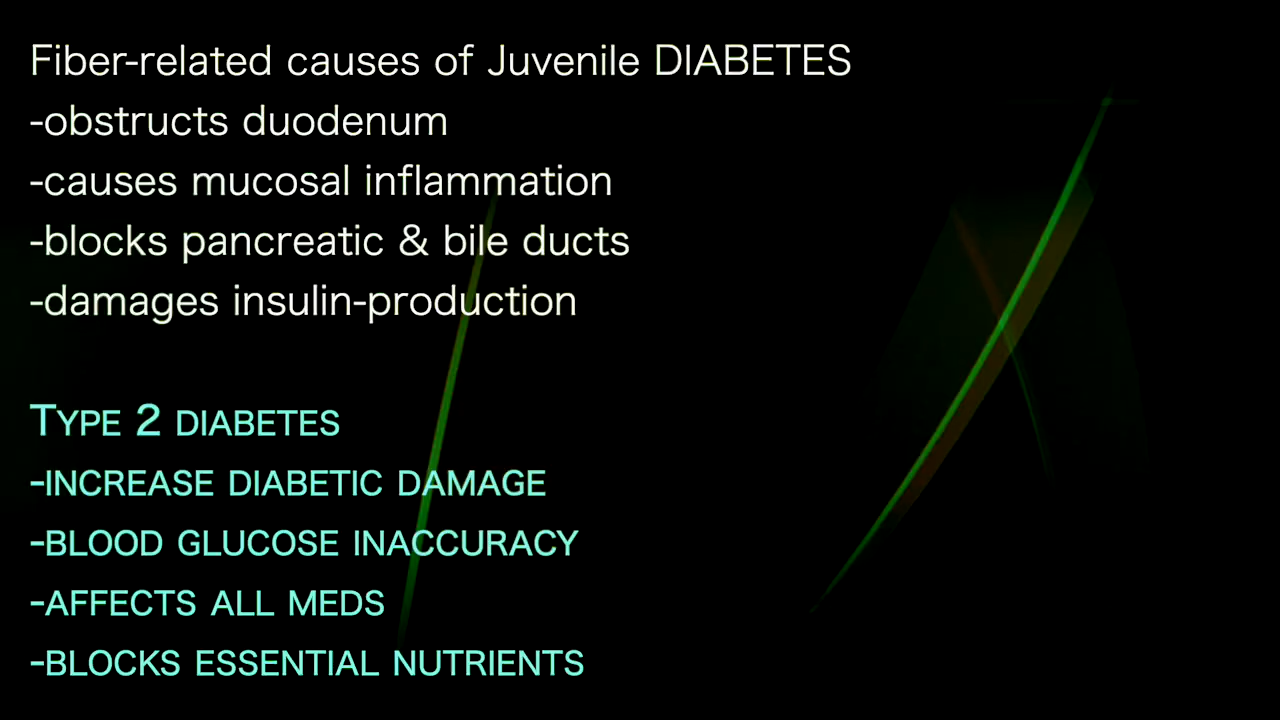 Fiber-related causes of Juvenile DIABETES
-obstructs duodenum
-causes mucosal inflammation
-blocks pancreatic & bile ducts
-damages insulin-production
TYPE 2 DIABETES
-INCREASE DIABETIC DAMAGE
-BLOOD GLUCOSE INACCURACY
-AFFECTS ALL MEDS
-BLOCKS ESSENTIAL NUTRIENTS